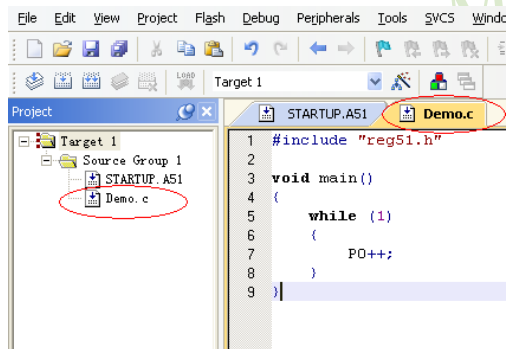 File Edit View Project Flash Debug Peripherals Tools SVCS
Target 1
Project
STARTUP.A51 Demo.c
Target 1
Source Group 1
STARTUP.A51
Demo.c
1 #include "reg51.h"
2
3 void main()
4 {
5 while (1)
6 {
7 P0++;
8 }
9 }